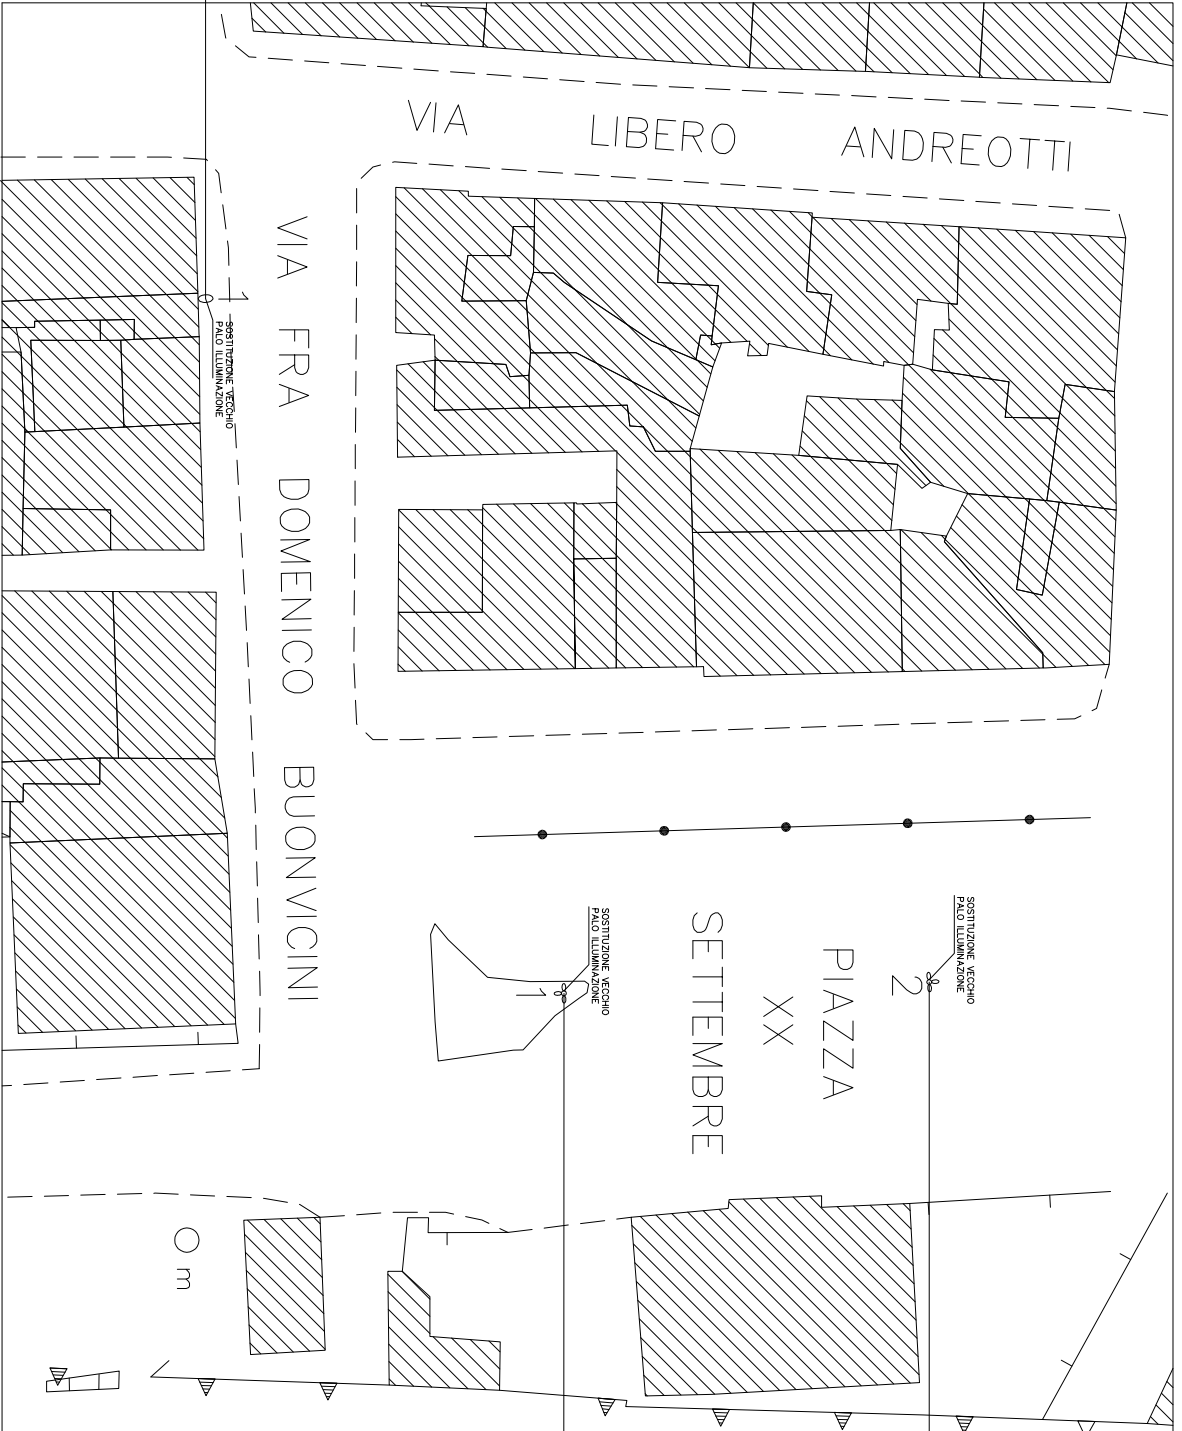 VIA LIBERO ANDREOTTI
VIA FRA DOMENICO BUONVICINI
1
0
SOSTITUZIONE VECCHIO
PALO ILLUMINAZIONE
SOSTITUZIONE VECCHIO
PALO ILLUMINAZIONE
1
SOSTITUZIONE VECCHIO
PALO ILLUMINAZIONE
2
PIAZZA
XX
SETTEMBRE
O m